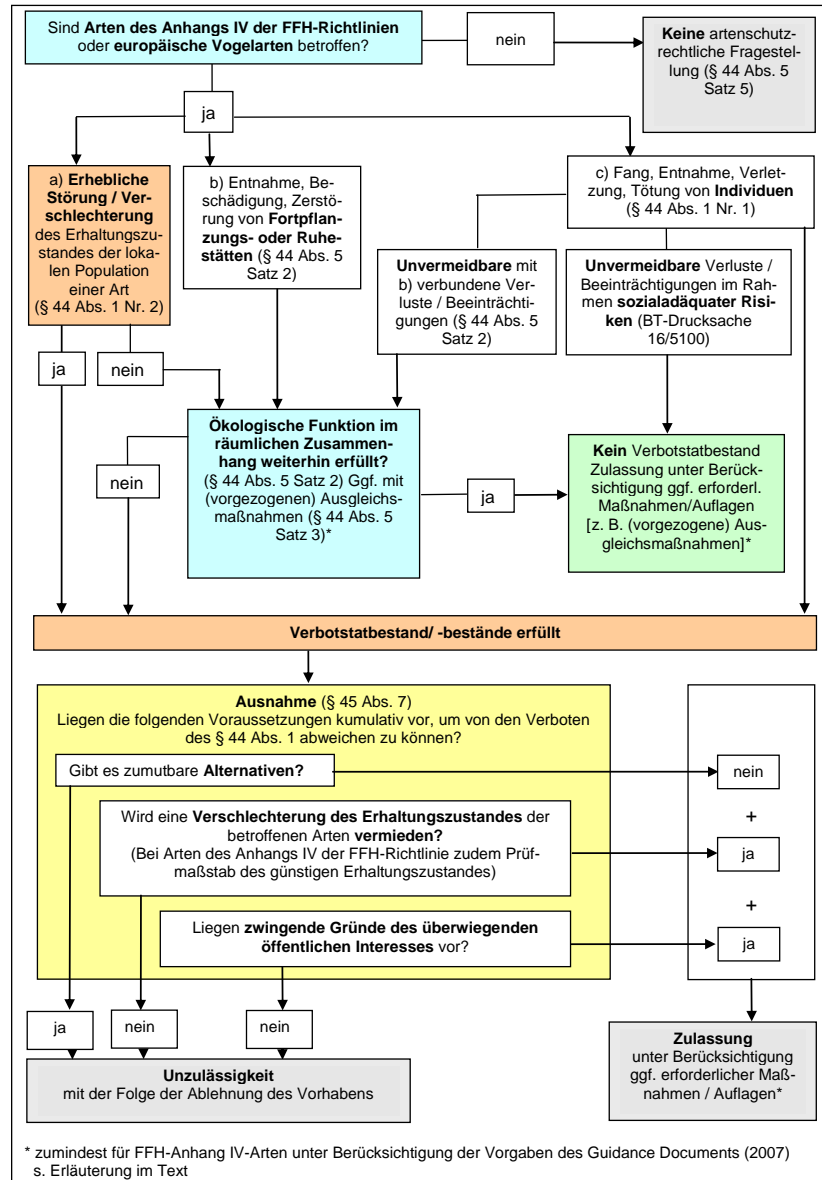 Sind Arten des Anhangs IV der FFH-Richtlinien
oder europäische Vogelarten betroffen?
nein
Keine artenschutz-
rechtliche Fragestel-
lung (§ 44 Abs. 5
Satz 5)
ja
a) Erhebliche
Störung / Ver-
schlechterung
des Erhaltungszu-
standes der loka-
len Population
einer Art
(§ 44 Abs. 1 Nr. 2)
b) Entnahme, Be-
schädigung, Zerstö-
rung von Fortpflan-
zungs- oder Ruhe-
stätten (§ 44 Abs. 5
Satz 2)
c) Fang, Entnahme, Verlet-
zung, Tötung von Individuen
(§ 44 Abs. 1 Nr. 1)
Unvermeidbare mit
b) verbundene Ver-
luste / Beeinträchti-
gungen (§ 44 Abs. 5
Satz 2)
Unvermeidbare Verluste /
Beeinträchtigungen im Rah-
men sozialadäquater Risi-
ken (BT-Drucksache
16/5100)
ja
nein
Ökologische Funktion im
räumlichen Zusammen-
hang weiterhin erfüllt?
(§ 44 Abs. 5 Satz 2) Ggf. mit
(vorgezogenen) Ausgleichs-
maßnahmen (§ 44 Abs. 5
Satz 3)*
nein
ja
Kein Verbotstatbestand
Zulassung unter Berück-
sichtigung ggf. erforderl.
Maßnahmen/Auflagen
[z. B. (vorgezogene) Aus-
gleichsmaßnahmen]*
Verbotstatbestand/ -bestände erfüllt
Ausnahme (§ 45 Abs. 7)
Liegen die folgenden Voraussetzungen kumulativ vor, um von den Verboten
des § 44 Abs. 1 abweichen zu können?
Gibt es zumutbare Alternativen?
nein
+
Wird eine Verschlechterung des Erhaltungszustandes der
betroffenen Arten vermieden?
(Bei Arten des Anhangs IV der FFH-Richtlinie zudem Prüf-
maßstab des günstigen Erhaltungszustandes)
ja
+
Liegen zwingende Gründe des überwiegenden
öffentlichen Interesses vor?
ja
ja
nein
nein
Unzulässigkeit
mit der Folge der Ablehnung des Vorhabens
Zulassung
unter Berücksichtigung
ggf. erforderlicher Maß-
nahmen / Auflagen*
* zumindest für FFH-Anhang IV-Arten unter Berücksichtigung der Vorgaben des Guidance Documents (2007)
s. Erläuterung im Text